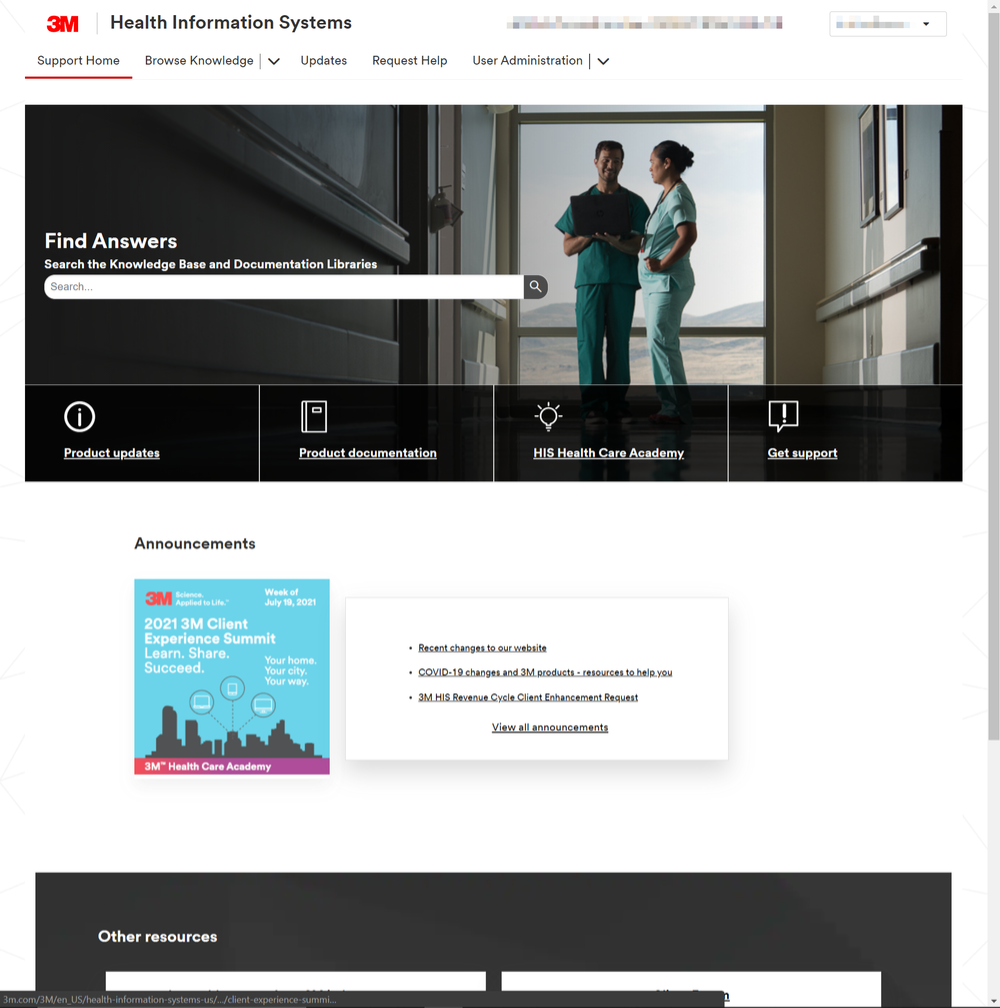 3M
Health Information Systems
Support Home
Browse Knowledge
Updates
Request Help
User Administration
Find Answers
Search the Knowledge Base and Documentation Libraries
Search...
Product updates
Product documentation
HIS Health Care Academy
Get support
Announcements
3M Science.
Applied to Life.™
Week of
July 19, 2021
2021 3M Client
Experience Summit
Learn. Share.
Succeed.
Your home.
Your city.
Your way.
3M™ Health Care Academy
• Recent changes to our website
• COVID-19 changes and 3M products - resources to help you
• 3M HIS Revenue Cycle Client Enhancement Request
View all announcements
Other resources
3m.com/3M/en_US/health-information-systems-us/.../client-experience-summi...